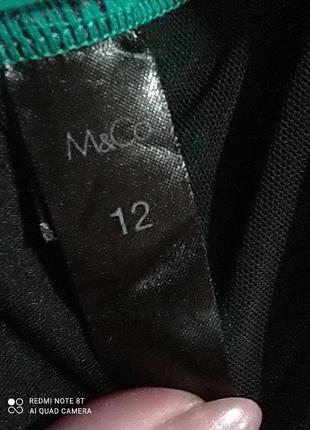 M&Co
12
REDMI NOTE 8T
AI QUAD CAMERA